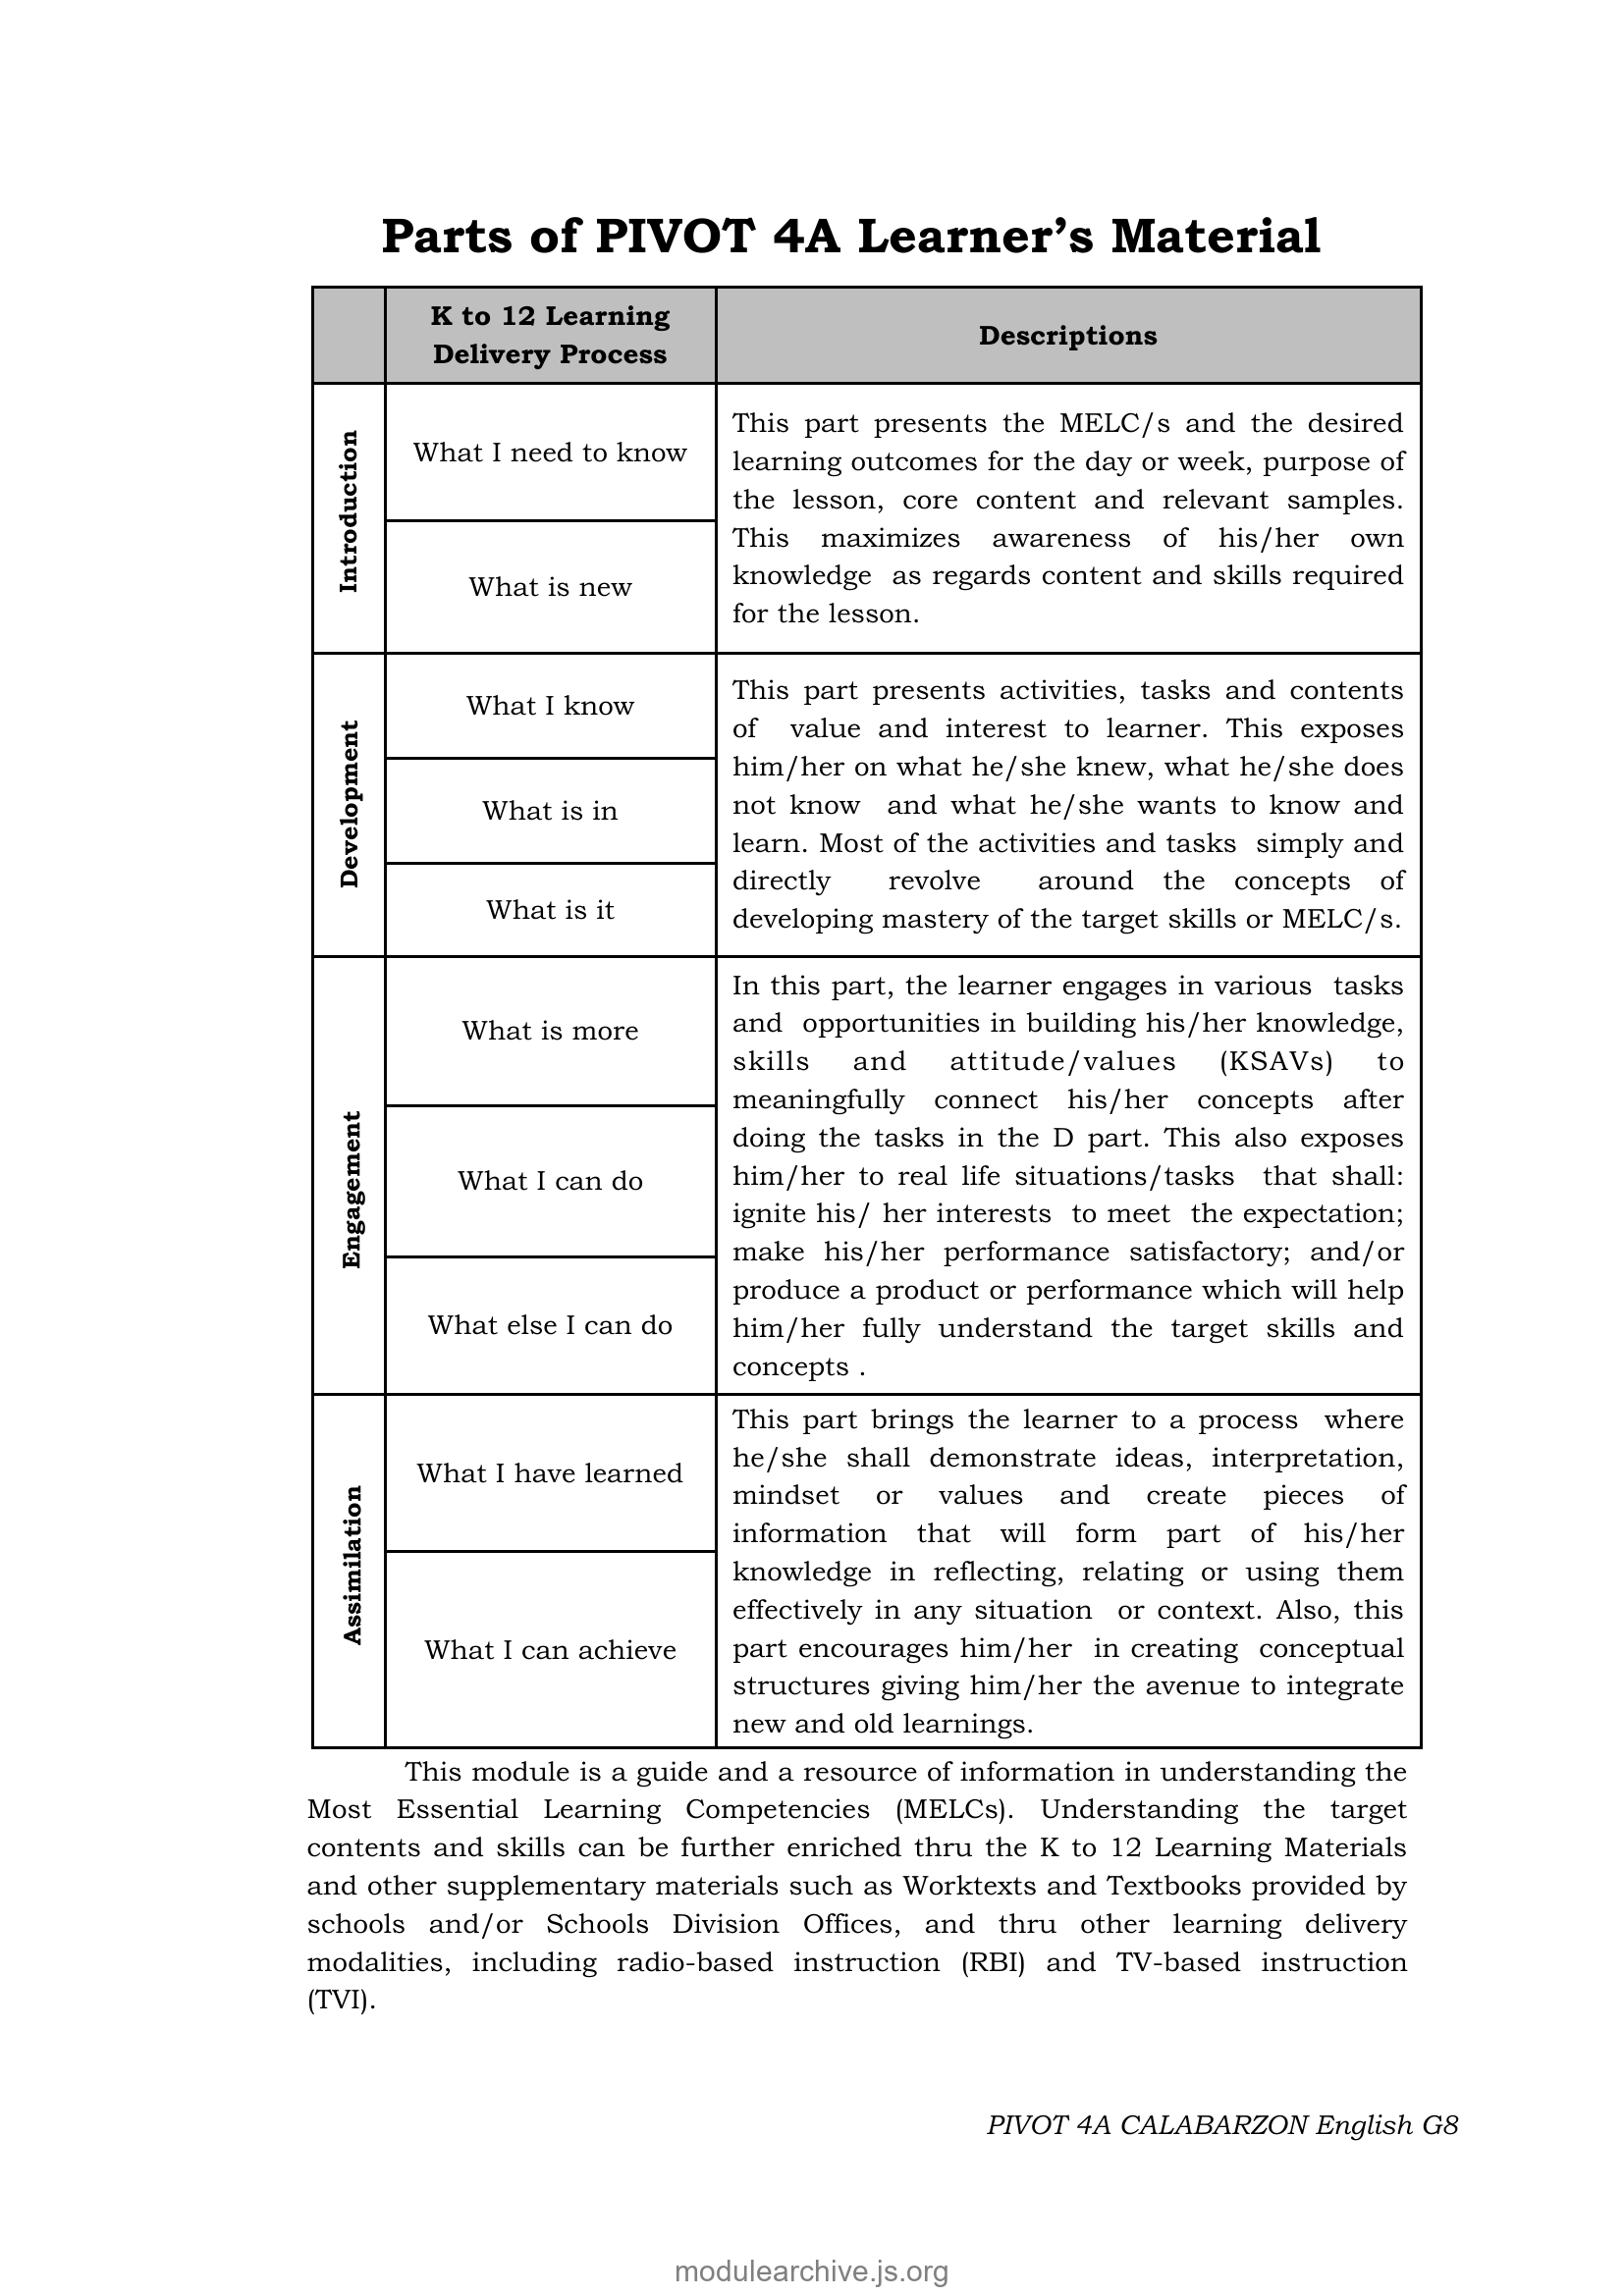 Parts of PIVOT 4A Learner’s Material
K to 12 Learning
Delivery Process
Descriptions
Introduction
What I need to know
What is new
This part presents the MELC/s and the desired
learning outcomes for the day or week, purpose of
the lesson, core content and relevant samples.
This maximizes awareness of his/her own
knowledge as regards content and skills required
for the lesson.
Development
What I know
What is in
What is it
This part presents activities, tasks and contents
of value and interest to learner. This exposes
him/her on what he/she knew, what he/she does
not know and what he/she wants to know and
learn. Most of the activities and tasks simply and
directly revolve around the concepts of
developing mastery of the target skills or MELC/s.
Engagement
What is more
What I can do
What else I can do
In this part, the learner engages in various tasks
and opportunities in building his/her knowledge,
skills and attitude/values (KSAVs) to
meaningfully connect his/her concepts after
doing the tasks in the D part. This also exposes
him/her to real life situations/tasks that shall:
ignite his/ her interests to meet the expectation;
make his/her performance satisfactory; and/or
produce a product or performance which will help
him/her fully understand the target skills and
concepts .
Assimilation
What I have learned
What I can achieve
This part brings the learner to a process where
he/she shall demonstrate ideas, interpretation,
mindset or values and create pieces of
information that will form part of his/her
knowledge in reflecting, relating or using them
effectively in any situation or context. Also, this
part encourages him/her in creating conceptual
structures giving him/her the avenue to integrate
new and old learnings.
This module is a guide and a resource of information in understanding the
Most Essential Learning Competencies (MELCs). Understanding the target
contents and skills can be further enriched thru the K to 12 Learning Materials
and other supplementary materials such as Worktexts and Textbooks provided by
schools and/or Schools Division Offices, and thru other learning delivery
modalities, including radio-based instruction (RBI) and TV-based instruction
(TVI).
PIVOT 4A CALABARZON English G8
modulearchive.js.org